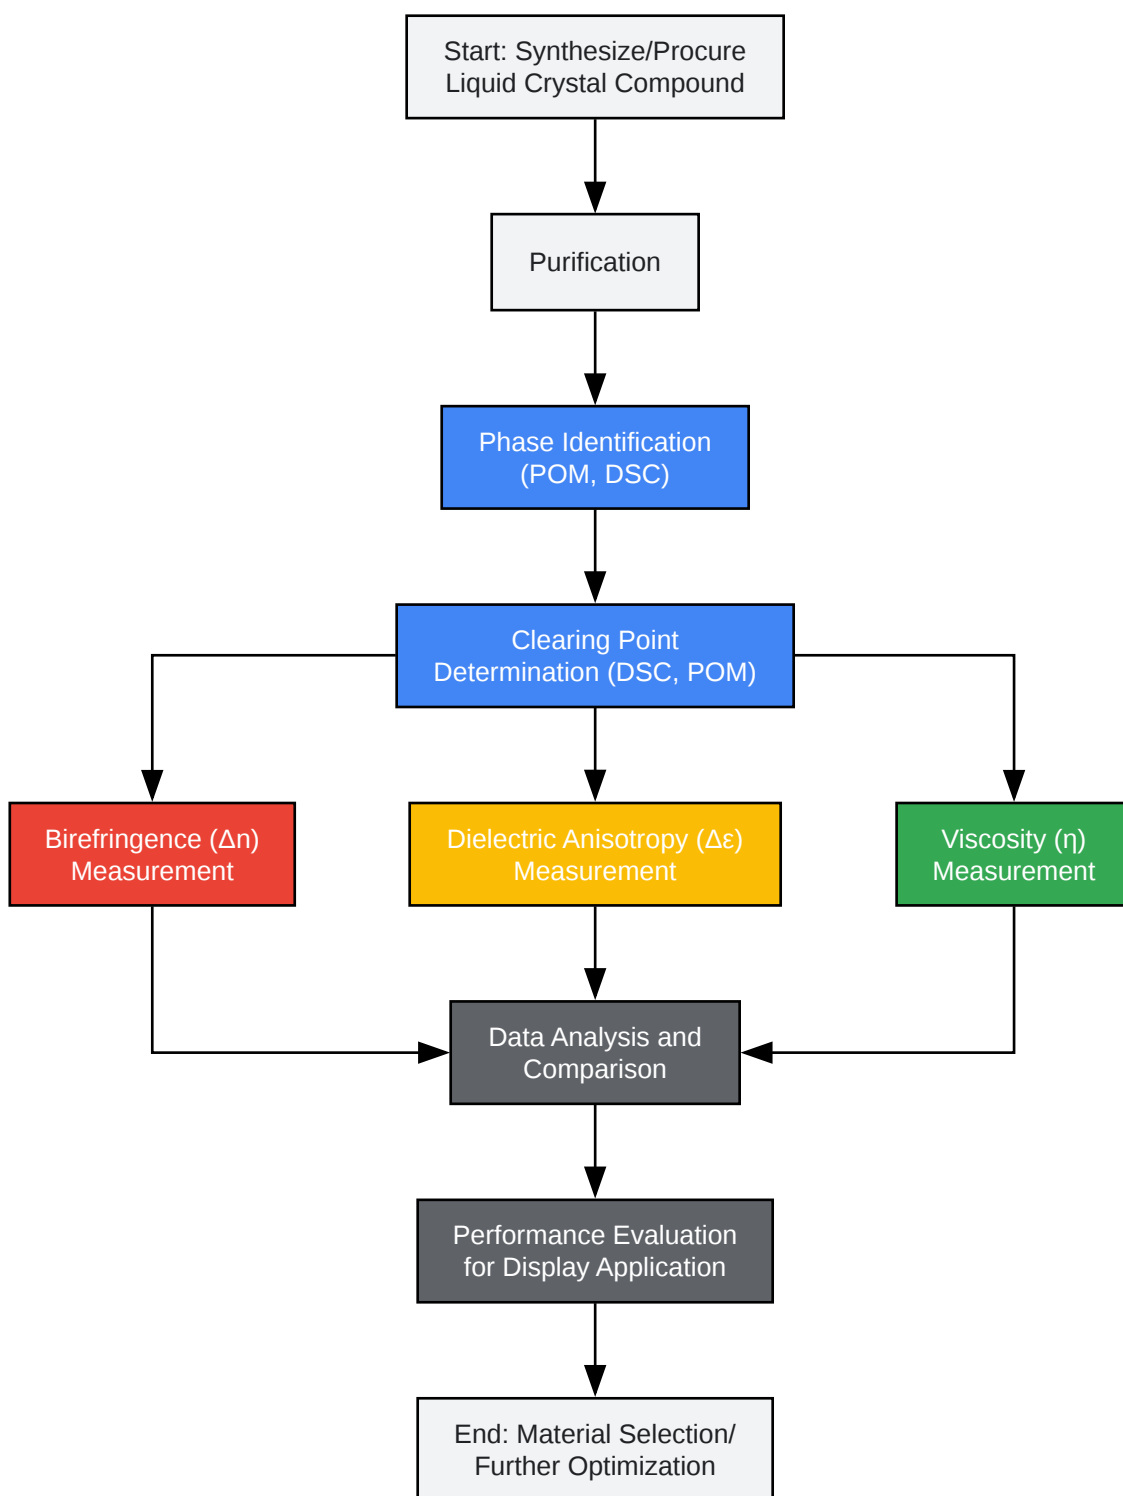 Start: Synthesize/Procure
Liquid Crystal Compound
Purification
Phase Identification
(POM, DSC)
Clearing Point
Determination (DSC, POM)
Birefringence (Δn)
Measurement
Dielectric Anisotropy (Δε)
Measurement
Viscosity (η)
Measurement
Data Analysis and
Comparison
Performance Evaluation
for Display Application
End: Material Selection/
Further Optimization